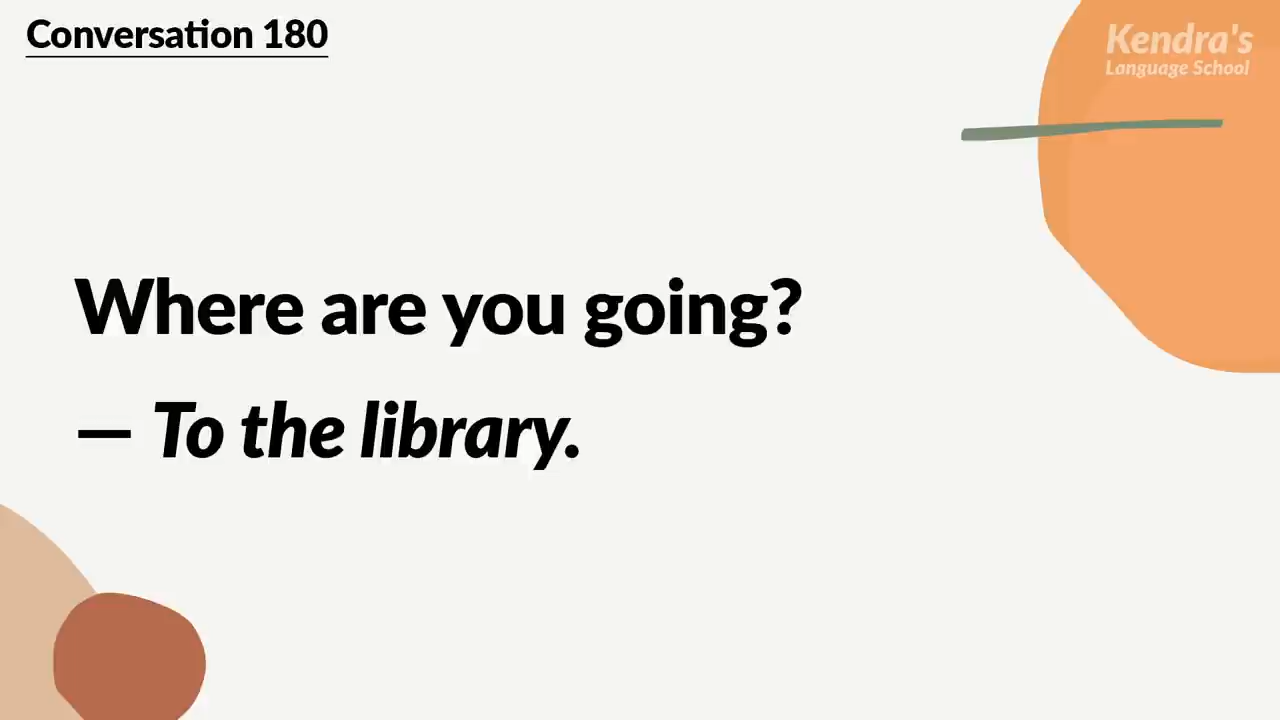 Conversation 180
Kendra's
Language School
Where are you going?
— To the library.